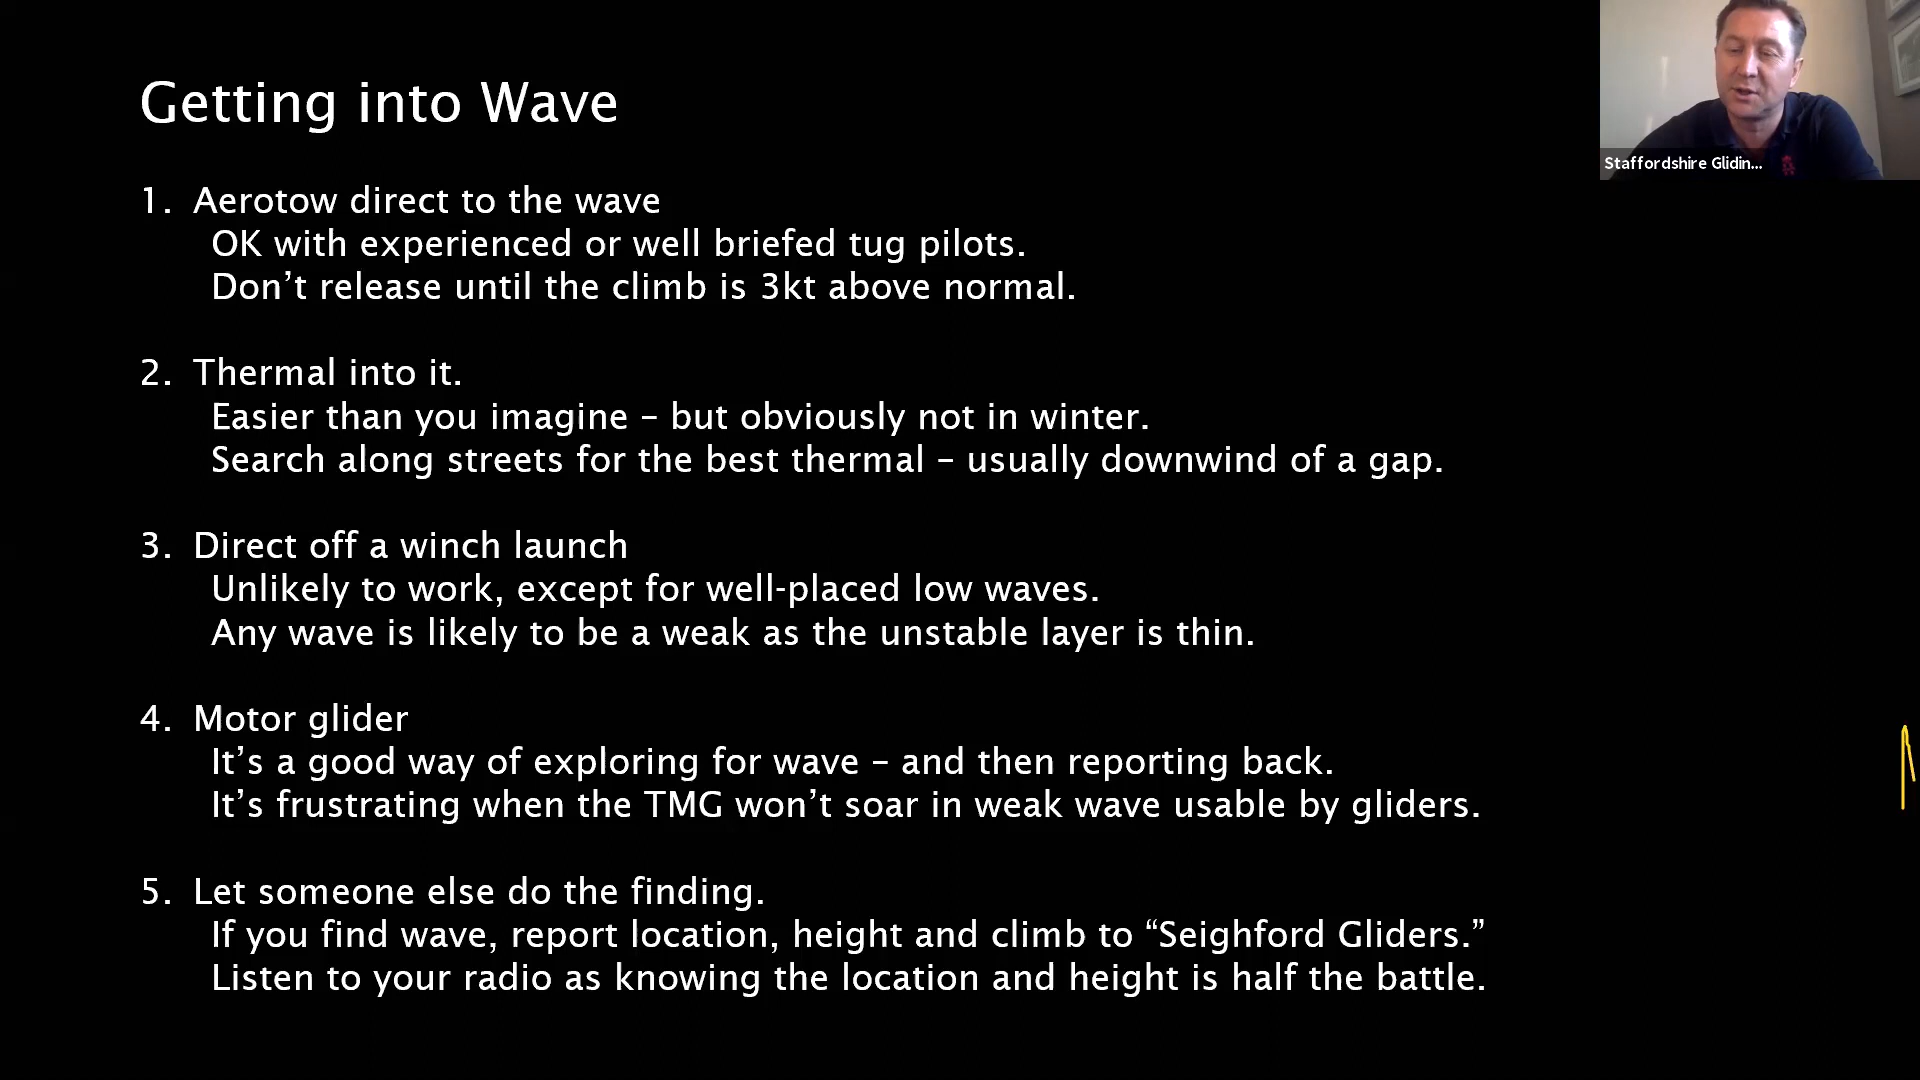 Getting into Wave
Staffordshire Glidin...
1. Aerotow direct to the wave
OK with experienced or well briefed tug pilots.
Don’t release until the climb is 3kt above normal.
2. Thermal into it.
Easier than you imagine – but obviously not in winter.
Search along streets for the best thermal – usually downwind of a gap.
3. Direct off a winch launch
Unlikely to work, except for well-placed low waves.
Any wave is likely to be a weak as the unstable layer is thin.
4. Motor glider
It’s a good way of exploring for wave – and then reporting back.
It’s frustrating when the TMG won’t soar in weak wave usable by gliders.
5. Let someone else do the finding.
If you find wave, report location, height and climb to “Seighford Gliders.”
Listen to your radio as knowing the location and height is half the battle.